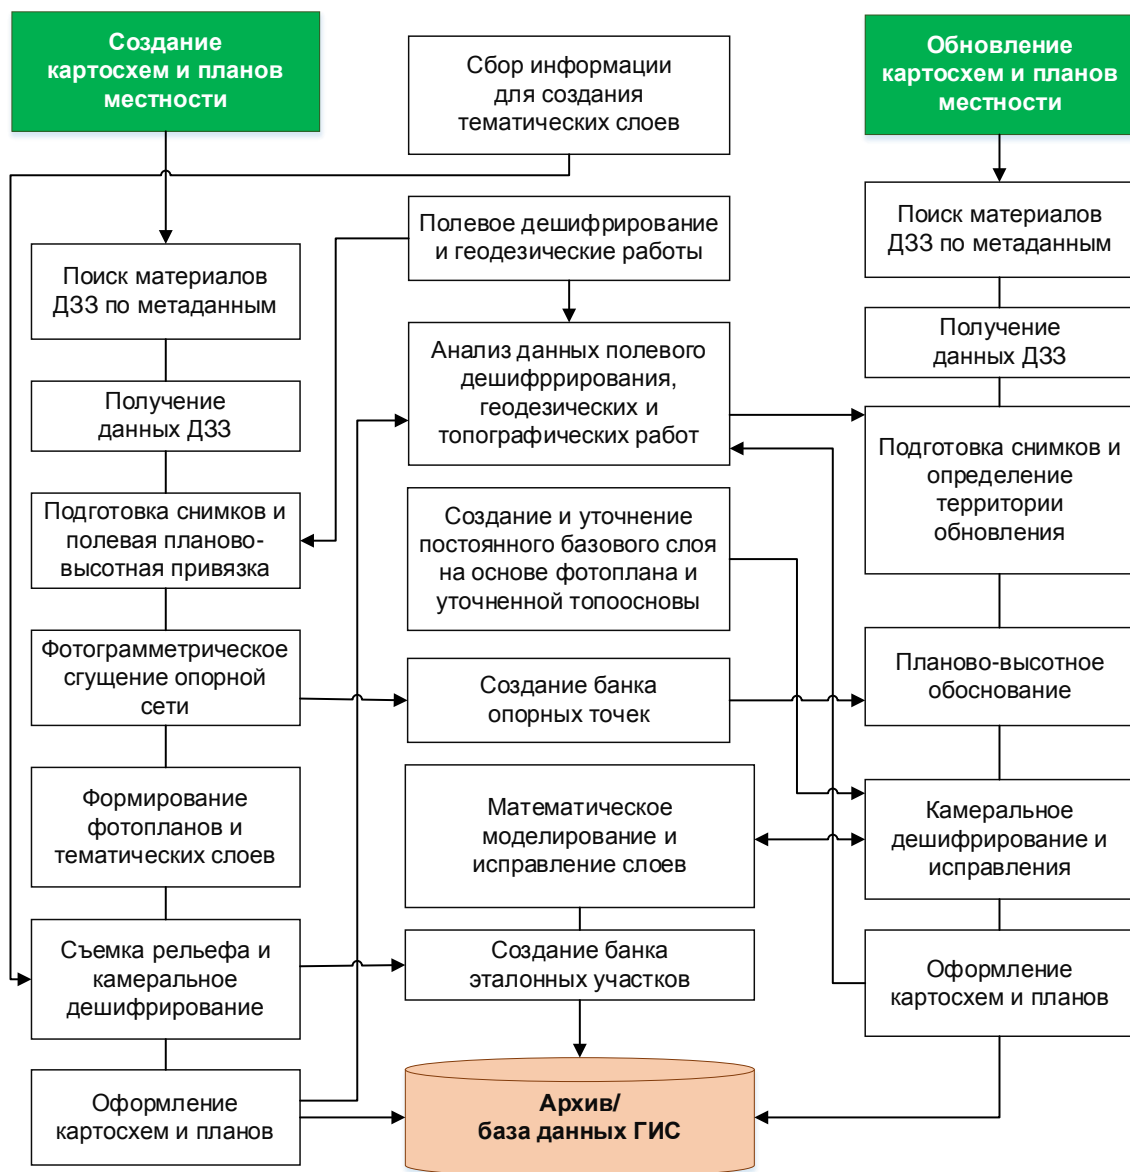 Создание
картосхем и планов
местности
Поиск материалов
ДЗЗ по метаданным
Получение
данных ДЗЗ
Подготовка снимков и
полевая планово-
высотная привязка
Фотограмметрическое
сгущение опорной
сети
Формирование
фотопланов и
тематических слоев
Съемка рельефа и
камеральное
дешифрирование
Оформление
картосхем и планов
Сбор информации
для создания
тематических слоев
Полевое дешифрирование
и геодезические работы
Анализ данных полевого
дешифррирования,
геодезических и
топографических работ
Создание и уточнение
постоянного базового слоя
на основе фотоплана и
уточненной топоосновы
Создание банка
опорных точек
Математическое
моделирование и
исправление слоев
Создание банка
эталонных участков
Архив/
база данных ГИС
Обновление
картосхем и планов
местности
Поиск материалов
ДЗЗ по метаданным
Получение
данных ДЗЗ
Подготовка снимков и
определение
территории
обновления
Планово-высотное
обоснование
Камеральное
дешифрирование и
исправления
Оформление
картосхем и планов